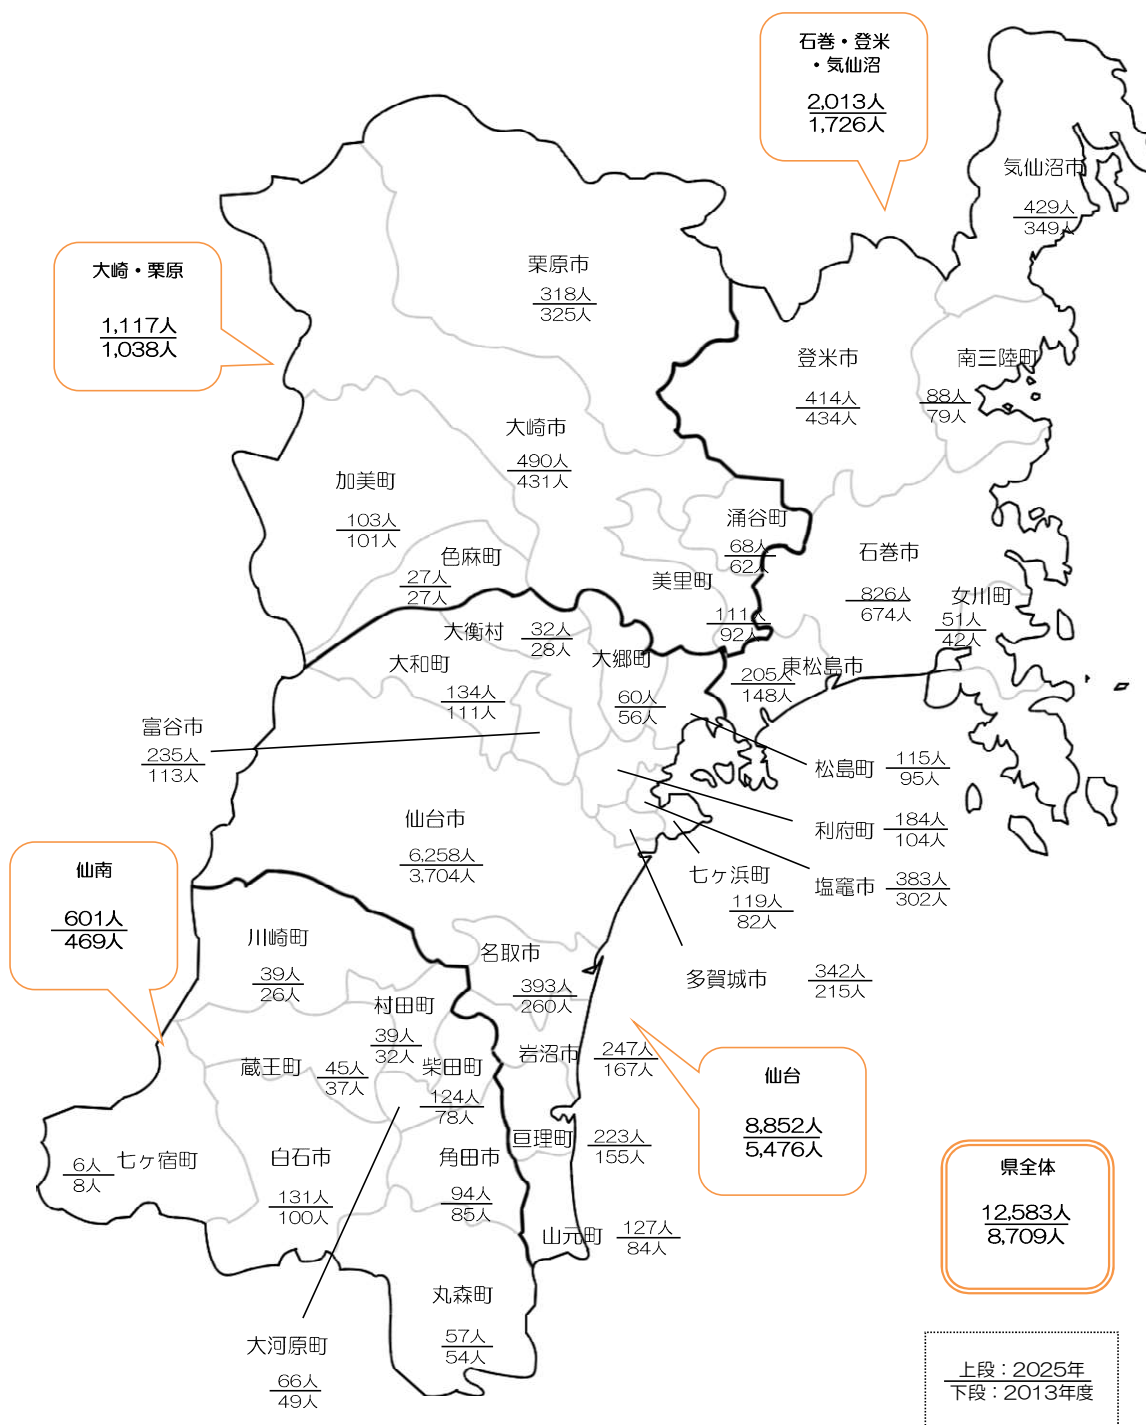 石巻・登米
・気仙沼
2,013人
1,726人
気仙沼市
429人
349人
大崎・栗原
1,117人
1,038人
栗原市
318人
325人
登米市
414人
434人
南三陸町
88人
79人
大崎市
490人
431人
加美町
103人
101人
涌谷町
68人
62人
石巻市
826人
674人
色麻町
27人
27人
美里町
111人
92人
女川町
51人
42人
大衡村
32人
28人
大郷町
60人
56人
東松島市
205人
148人
大和町
134人
111人
富谷市
235人
113人
松島町
115人
95人
利府町
184人
104人
仙台市
6,258人
3,704人
七ヶ浜町
119人
82人
塩竈市
383人
302人
仙南
601人
469人
川崎町
39人
26人
名取市
393人
260人
多賀城市
342人
215人
村田町
39人
32人
蔵王町
45人
37人
柴田町
124人
78人
岩沼市
247人
167人
仙台
8,852人
5,476人
亘理町
223人
155人
七ヶ宿町
6人
8人
白石市
131人
100人
角田市
94人
85人
県全体
12,583人
8,709人
山元町
127人
84人
丸森町
57人
54人
大河原町
66人
49人
上段：2025年
下段：2013年度